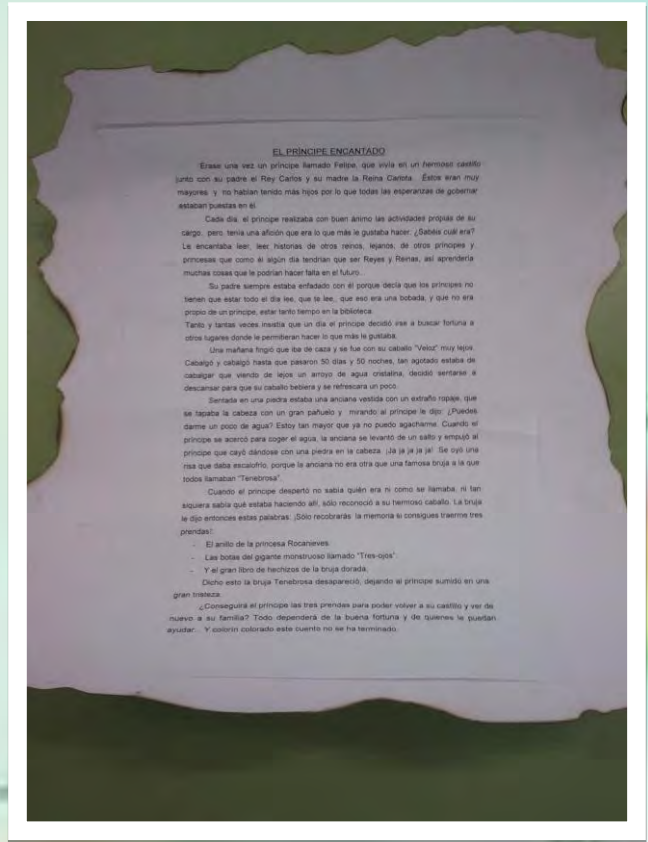 EL PRÍNCIPE ENCANTADO
Erase una vez un príncipe llamado Felipe, que vivía en un hermoso castillo
junto con su padre el Rey Carlos y su madre la Reina Carlota. Éstos eran muy
mayores y no habían tenido más hijos por lo que todas las esperanzas de gobernar
estaban puestas en él.
Cada día, el príncipe realizaba con buen ánimo las actividades propias de su
cargo, pero, tenía una afición que era lo que más le gustaba hacer. ¿Sabéis cuál era?
Le encantaba leer, leer historias de otros reinos, lejanos, de otros príncipes y
princesas que como él algún día tendrían que ser Reyes y Reinas, así aprendería
muchas cosas que le podrían hacer falta en el futuro.
Su padre siempre estaba enfadado con él porque decía que los príncipes no
tienen que estar todo el día lee, que te lee, que eso era una bobada, y que no era
propio de un príncipe, estar tanto tiempo en la biblioteca.
Tanto y tantas veces insistía que un día el príncipe decidió irse a buscar fortuna a
otros lugares donde le permitieran hacer lo que más le gustaba.
Una mañana fingió que iba de caza y se fue con su caballo "Veloz" muy lejos.
Cabalgó y cabalgó hasta que pasaron 50 días y 50 noches, tan agotado estaba de
cabalgar que viendo de lejos un arroyo de agua cristalina, decidió sentarse a
descansar para que su caballo bebiera y se refrescara un poco.
Sentada en una piedra estaba una anciana vestida con un extraño ropaje, que
se tapaba la cabeza con un gran pañuelo y mirando al príncipe le dijo: ¿Puedes
darme un poco de agua? Estoy tan mayor que ya no puedo agacharme. Cuando el
príncipe se acercó para coger el agua, la anciana se levantó de un salto y empujó al
príncipe que cayó dándose con una piedra en la cabeza. ¡Ja ja ja ja ja! Se oyó una
risa que daba escalofrío, porque la anciana no era otra que una famosa bruja a la que
todos llamaban "Tenebrosa".
Cuando el príncipe despertó no sabía quién era ni como se llamaba, ni tan
siquiera sabía qué estaba haciendo allí, sólo reconoció a su hermoso caballo. La bruja
le dijo entonces estas palabras: ¡Sólo recobrarás la memoria si consigues traerme tres
prendas!:
- El anillo de la princesa Rocanieves.
- Las botas del gigante monstruoso llamado "Tres-ojos".
- Y el gran libro de hechizos de la bruja dorada.
Dicho esto la bruja Tenebrosa desapareció, dejando al príncipe sumido en una
gran tristeza.
¿Conseguirá el príncipe las tras prendas para poder volver a su castillo y ver de
nuevo a su familia? Todo dependerá de la buena fortuna y de quienes le puedan
ayudar... Y colorín colorado este cuento no se ha terminado.